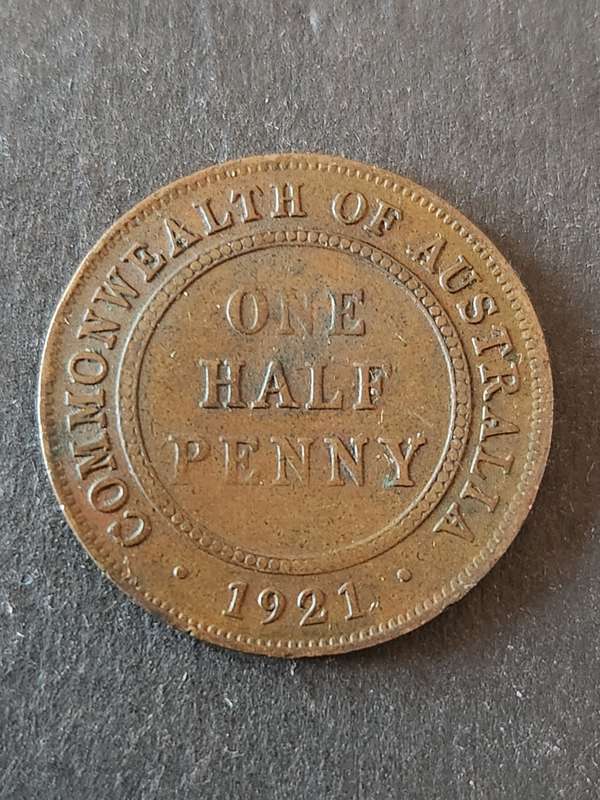 COMMONWEALTH OF AUSTRALIA
ONE
HALF
PENNY
1921